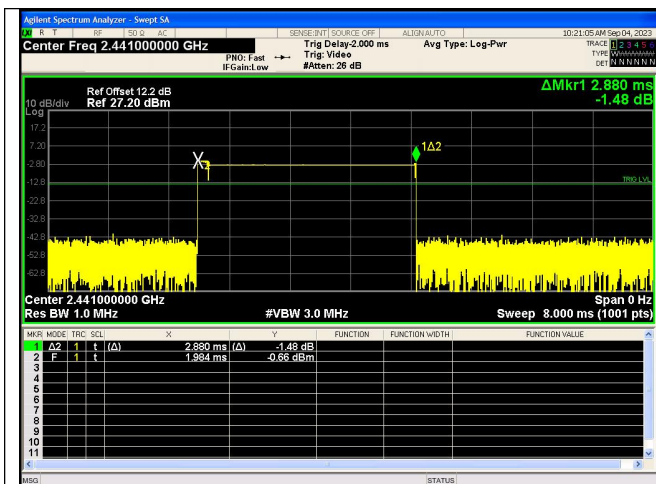 Agilent Spectrum Analyzer - Swept SA
R T RF 50 Ω AC SENSE:INT SOURCE OFF ALIGNAUTO 10:21:05 AM Sep 04, 2023
Center Freq 2.441000000 GHz
PNO: Fast
IFGain:Low
Trig Delay-2.000 ms
Trig: Video
#Atten: 26 dB
Avg Type: Log-Pwr
TRACE 1 2 3 4 5 6
TYPE
DET N N N N N N
Ref Offset 12.2 dB
10 dB/div Ref 27.20 dBm
Log
ΔMkr1 2.880 ms
-1.48 dB
17.2
7.20
-2.80
-12.8
-22.8
-32.8
-42.8
-52.8
-62.8
X2
1Δ2
TRIG LVL
Center 2.441000000 GHz Span 0 Hz
Res BW 1.0 MHz #VBW 3.0 MHz Sweep 8.000 ms (1001 pts)
MKR MODE TRC SCL X Y FUNCTION FUNCTION WIDTH FUNCTION VALUE
1 Δ2 1 t (Δ) 2.880 ms (Δ) -1.48 dB
2 F 1 t 1.984 ms -0.66 dBm
3
4
5
6
7
8
9
10
11
MSG STATUS